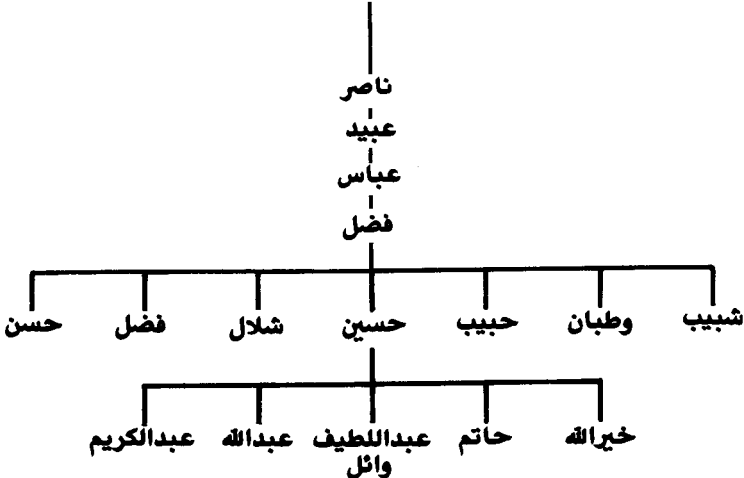 ناصر
عبيد
عباس
فضل
شبيب وطبان حبيب حسين شلال فضل حسن
خيرالله حاتم عبداللطيف عبدالله عبدالكريم
وائل